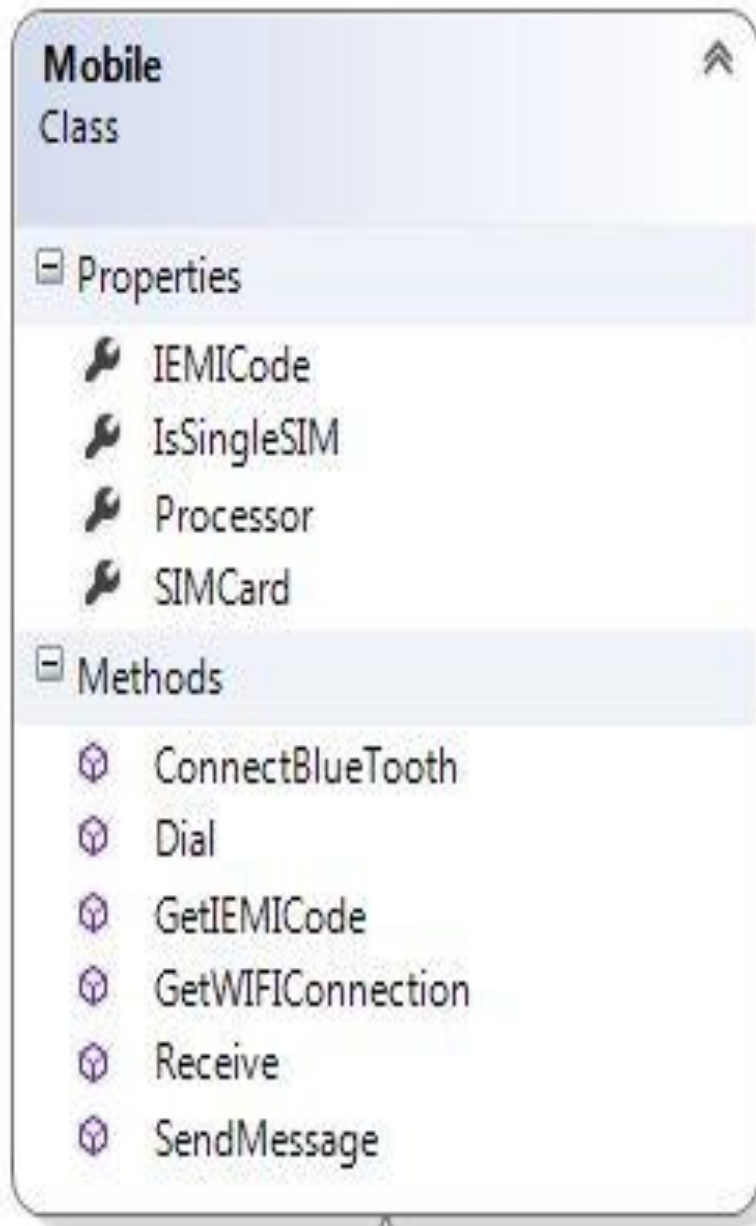 Mobile
Class
Properties
IEMICode
IsSingleSIM
Processor
SIMCard
Methods
ConnectBlueTooth
Dial
GetIEMICode
GetWIFIConnection
Receive
SendMessage